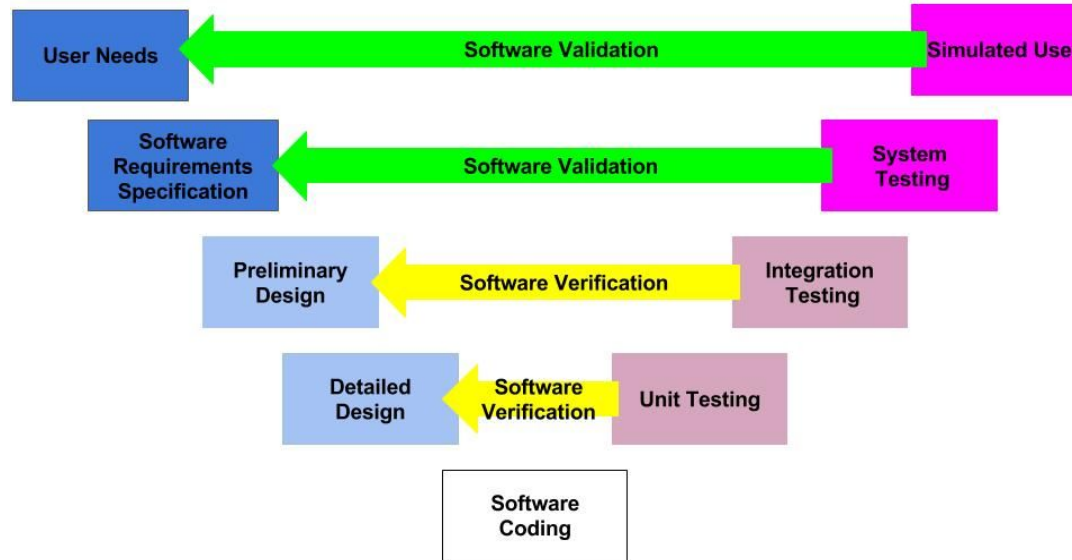 User Needs
Software Validation
Simulated Use
Software
Requirements
Specification
Software Validation
System
Testing
Preliminary
Design
Software Verification
Integration
Testing
Detailed
Design
Software
Verification
Unit Testing
Software
Coding